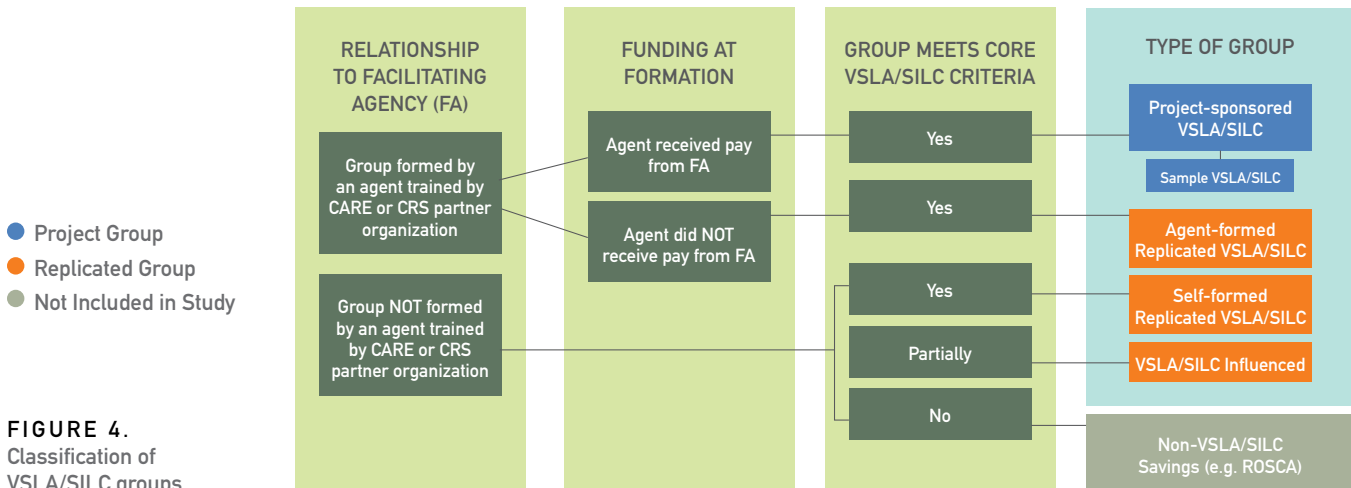 RELATIONSHIP
TO FACILITATING
AGENCY (FA)
Group formed by
an agent trained by
CARE or CRS partner
organization
Group NOT formed
by an agent trained
by CARE or CRS
partner organization
FUNDING AT
FORMATION
Agent received pay
from FA
Agent did NOT
receive pay from FA
GROUP MEETS CORE
VSLA/SILC CRITERIA
Yes
Yes
Yes
Partially
No
TYPE OF GROUP
Project-sponsored
VSLA/SILC
Sample VSLA/SILC
Agent-formed
Replicated VSLA/SILC
Self-formed
Replicated VSLA/SILC
VSLA/SILC Influenced
Non-VSLA/SILC
Savings (e.g. ROSCA)
Project Group
Replicated Group
Not Included in Study
FIGURE 4.
Classification of
VSLA/SILC groups